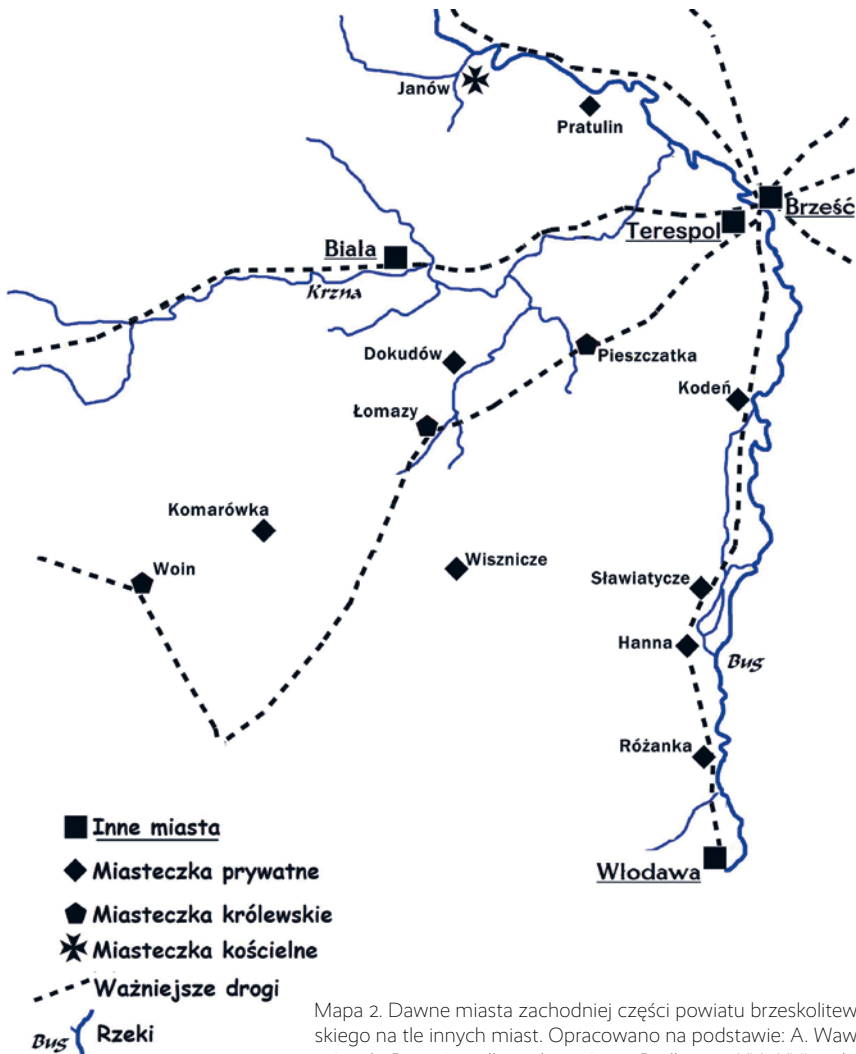 Janów
Pratulin
Brześć
Terespol
Biała
Krzna
Dokudów
Pieszczatka
Kodeń
Łomazy
Komarówka
Woin
Wisznicze
Sławiatycze
Hanna
Bug
Różanka
Włodawa
Inne miasta
Miasteczka prywatne
Miasteczka królewskie
Miasteczka kościelne
Ważniejsze drogi
Bug Rzeki
Mapa 2. Dawne miasta zachodniej części powiatu brzeskolitew
skiego na tle innych miast. Opracowano na podstawie: A. Waw